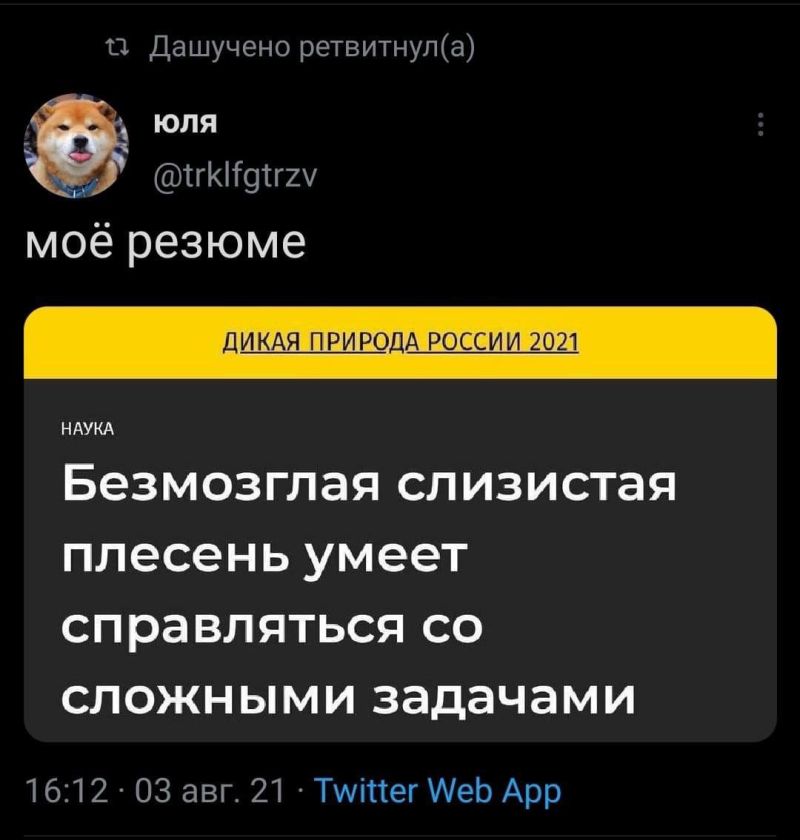 Дашучено ретвитнул(а)
юля
@trklfgtrzv
моё резюме
ДИКАЯ ПРИРОДА РОССИИ 2021
НАУКА
Безмозглая слизистая
плесень умеет
справляться со
сложными задачами
16:12 · 03 авг. 21 · Twitter Web App